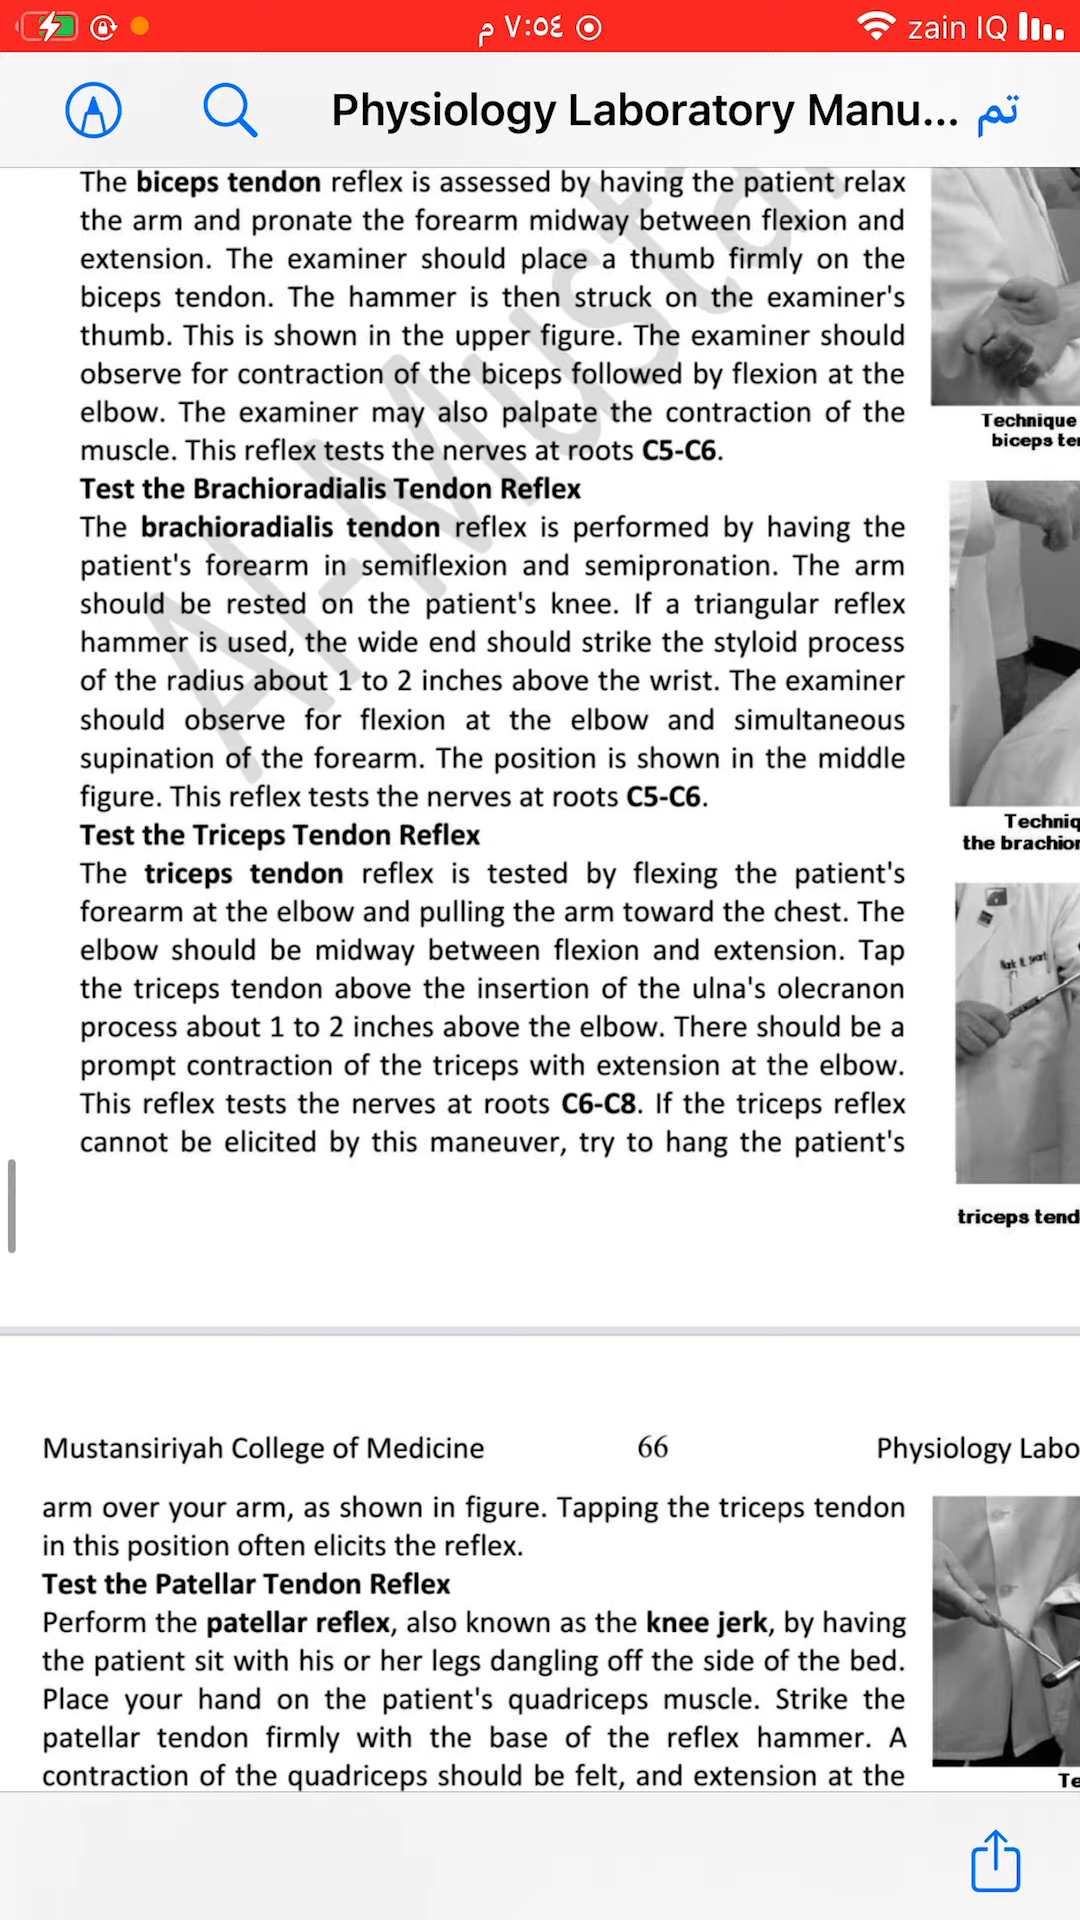 ٧:٥٤ م
zain IQ
Physiology Laboratory Manu...
تم
The biceps tendon reflex is assessed by having the patient relax
the arm and pronate the forearm midway between flexion and
extension. The examiner should place a thumb firmly on the
biceps tendon. The hammer is then struck on the examiner's
thumb. This is shown in the upper figure. The examiner should
observe for contraction of the biceps followed by flexion at the
elbow. The examiner may also palpate the contraction of the
muscle. This reflex tests the nerves at roots C5-C6.
Technique
biceps te
Test the Brachioradialis Tendon Reflex
The brachioradialis tendon reflex is performed by having the
patient's forearm in semiflexion and semipronation. The arm
should be rested on the patient's knee. If a triangular reflex
hammer is used, the wide end should strike the styloid process
of the radius about 1 to 2 inches above the wrist. The examiner
should observe for flexion at the elbow and simultaneous
supination of the forearm. The position is shown in the middle
figure. This reflex tests the nerves at roots C5-C6.
Techniq
the brachior
Test the Triceps Tendon Reflex
The triceps tendon reflex is tested by flexing the patient's
forearm at the elbow and pulling the arm toward the chest. The
elbow should be midway between flexion and extension. Tap
the triceps tendon above the insertion of the ulna's olecranon
process about 1 to 2 inches above the elbow. There should be a
prompt contraction of the triceps with extension at the elbow.
This reflex tests the nerves at roots C6-C8. If the triceps reflex
cannot be elicited by this maneuver, try to hang the patient's
triceps tend
Al-Musta
Mustansiriyah College of Medicine 66 Physiology Labo
arm over your arm, as shown in figure. Tapping the triceps tendon
in this position often elicits the reflex.
Test the Patellar Tendon Reflex
Perform the patellar reflex, also known as the knee jerk, by having
the patient sit with his or her legs dangling off the side of the bed.
Place your hand on the patient's quadriceps muscle. Strike the
patellar tendon firmly with the base of the reflex hammer. A
contraction of the quadriceps should be felt, and extension at the
Te